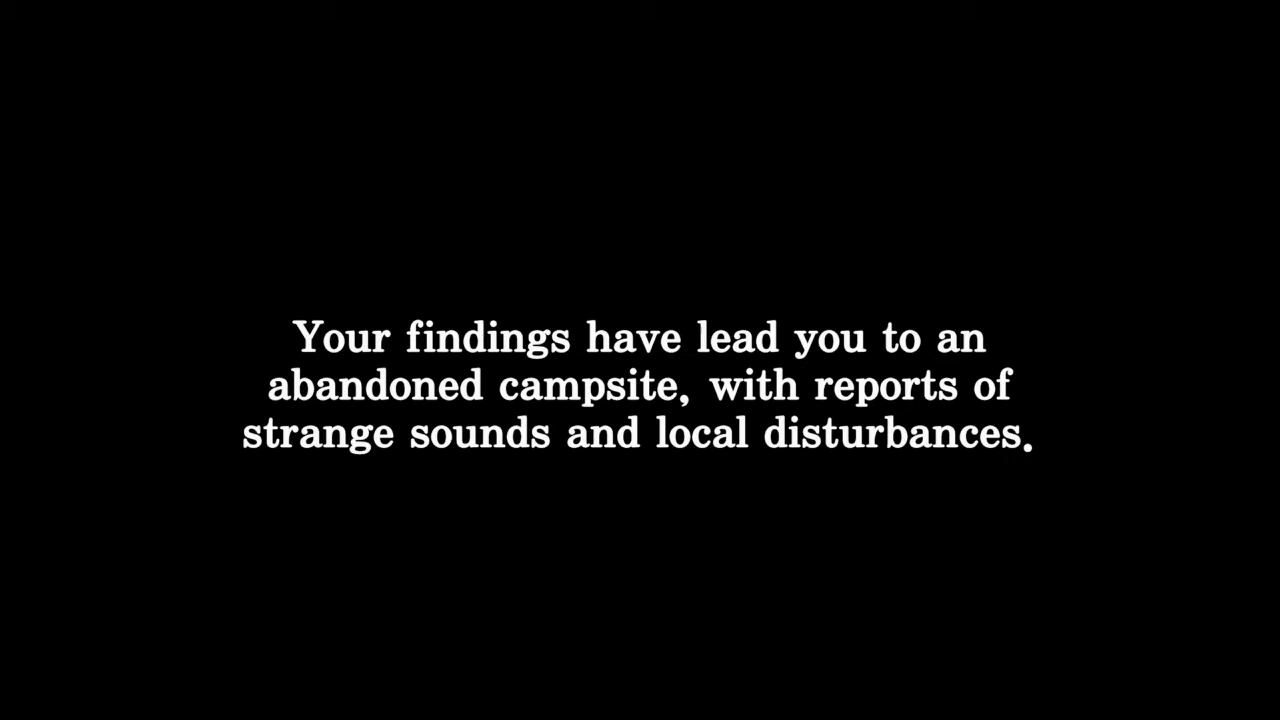 Your findings have lead you to an
abandoned campsite, with reports of
strange sounds and local disturbances.